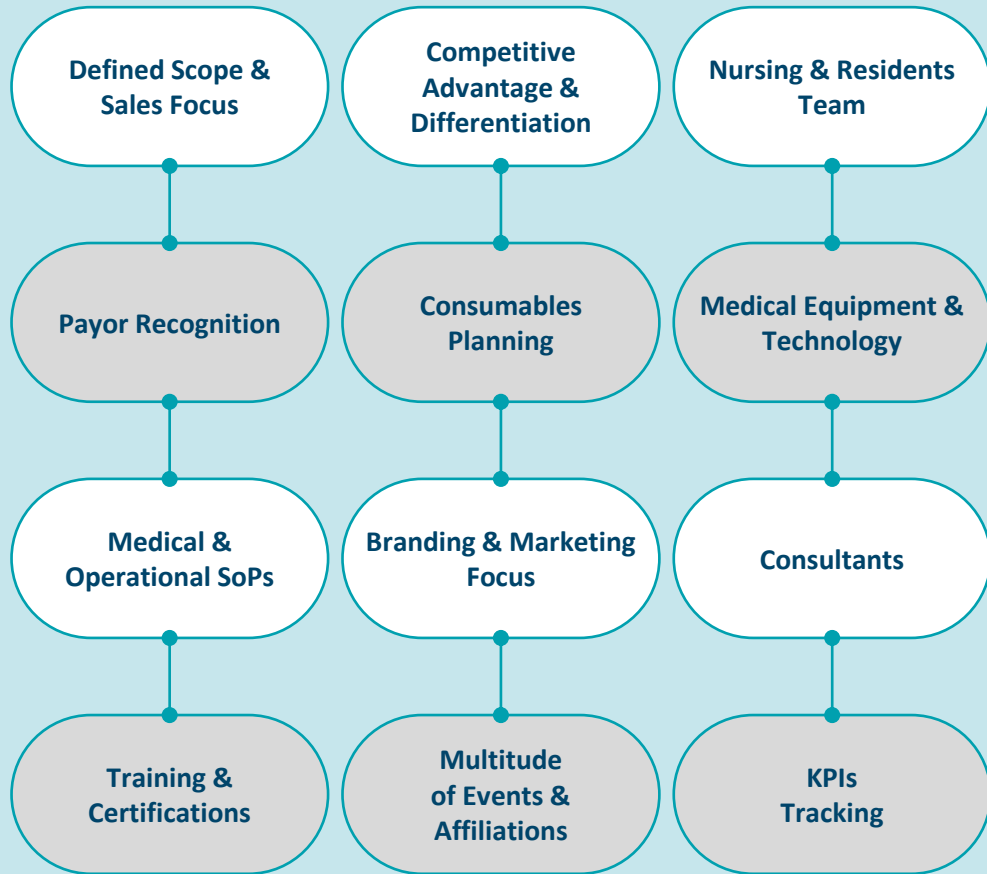 Defined Scope &
Sales Focus
Competitive
Advantage &
Differentiation
Nursing & Residents
Team
Payor Recognition
Consumables
Planning
Medical Equipment &
Technology
Medical &
Operational SoPs
Branding & Marketing
Focus
Consultants
Training &
Certifications
Multitude
of Events &
Affiliations
KPIs
Tracking